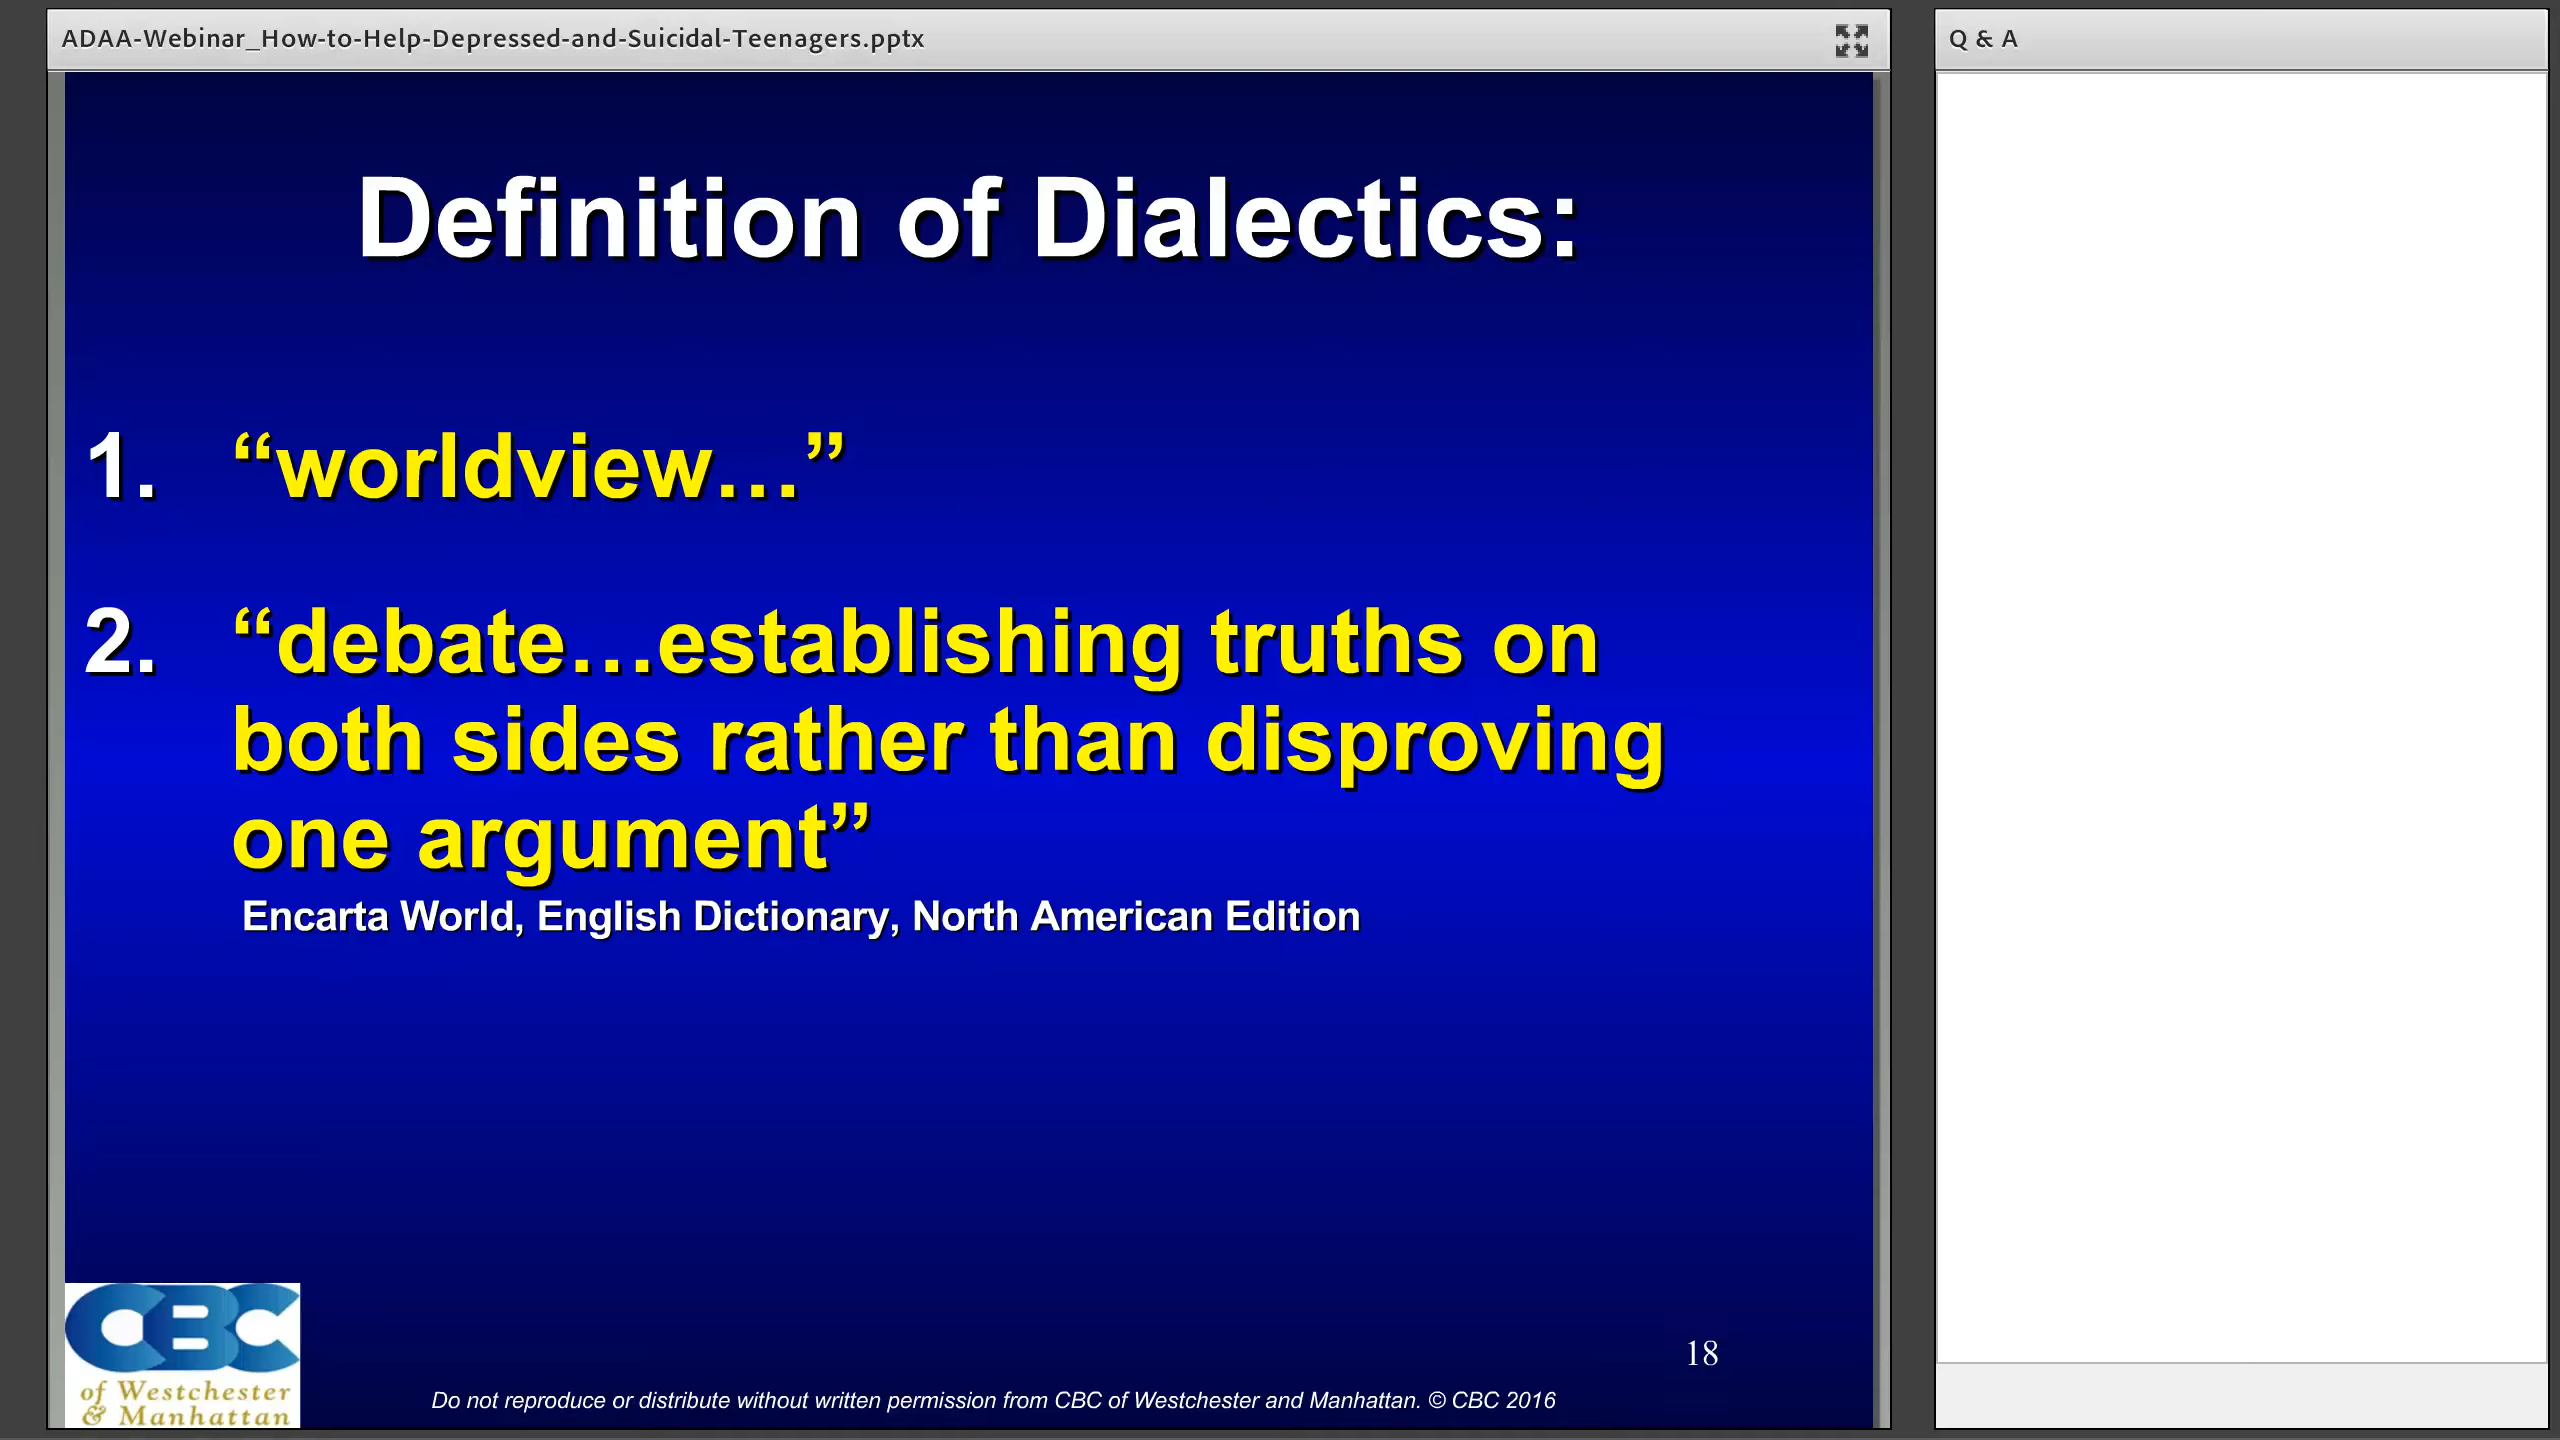 ADAA-Webinar_How-to-Help-Depressed-and-Suicidal-Teenagers.pptx
Q & A
Definition of Dialectics:
1. “worldview…”
2. “debate…establishing truths on
both sides rather than disproving
one argument”
Encarta World, English Dictionary, North American Edition
CBC
of Westchester
& Manhattan
18
Do not reproduce or distribute without written permission from CBC of Westchester and Manhattan. © CBC 2016